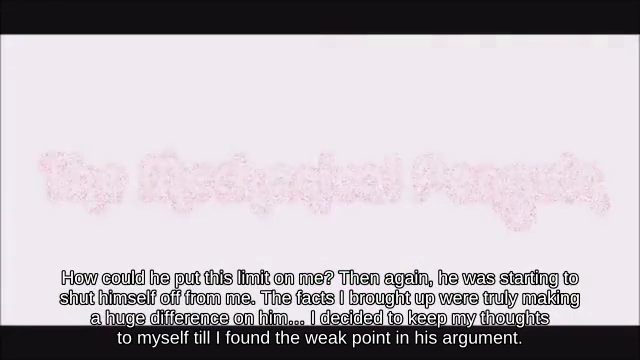 The
How could he put this limit on me? Then again, he was starting to
shut himself off from me. The facts I brought up were truly making
a huge difference on him... I decided to keep my thoughts
to myself till I found the weak point in his argument.